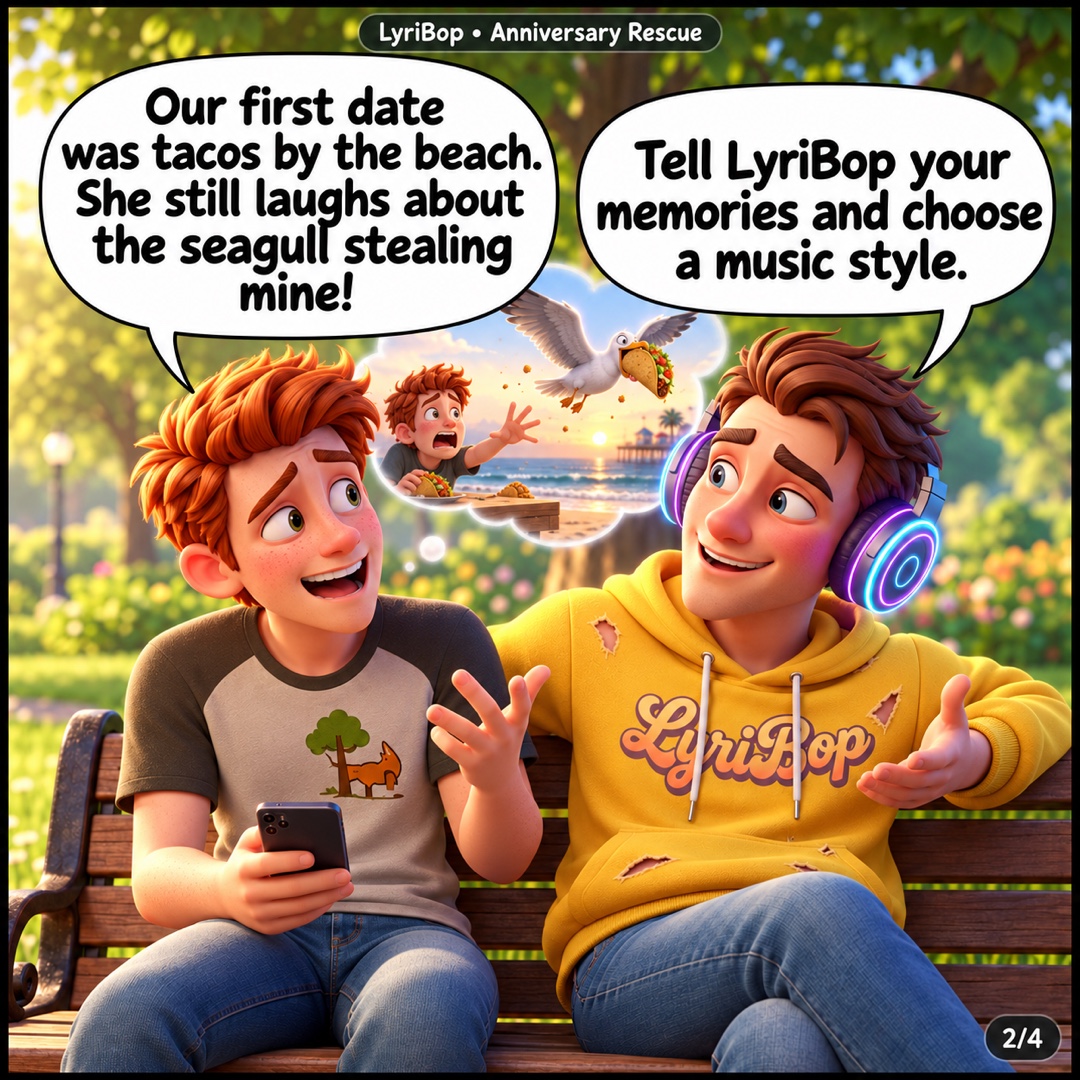 LyriBop • Anniversary Rescue
Our first date
was tacos by the beach.
She still laughs about
the seagull stealing
mine!
Tell LyriBop your
memories and choose
a music style.
LyriBop
2/4